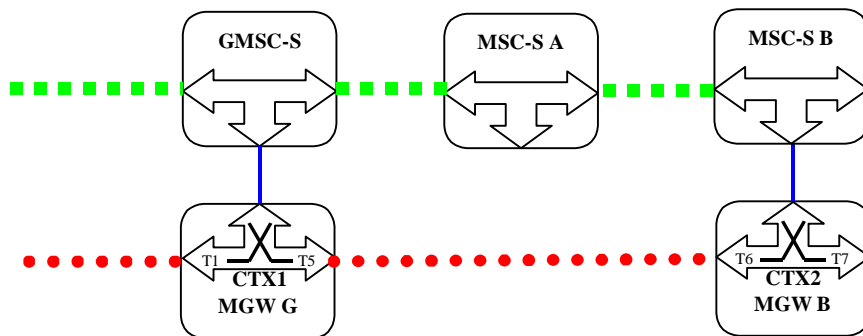 GMSC-S
MSC-S A
MSC-S B
T1
T5
CTX1
MGW G
T6
T7
CTX2
MGW B